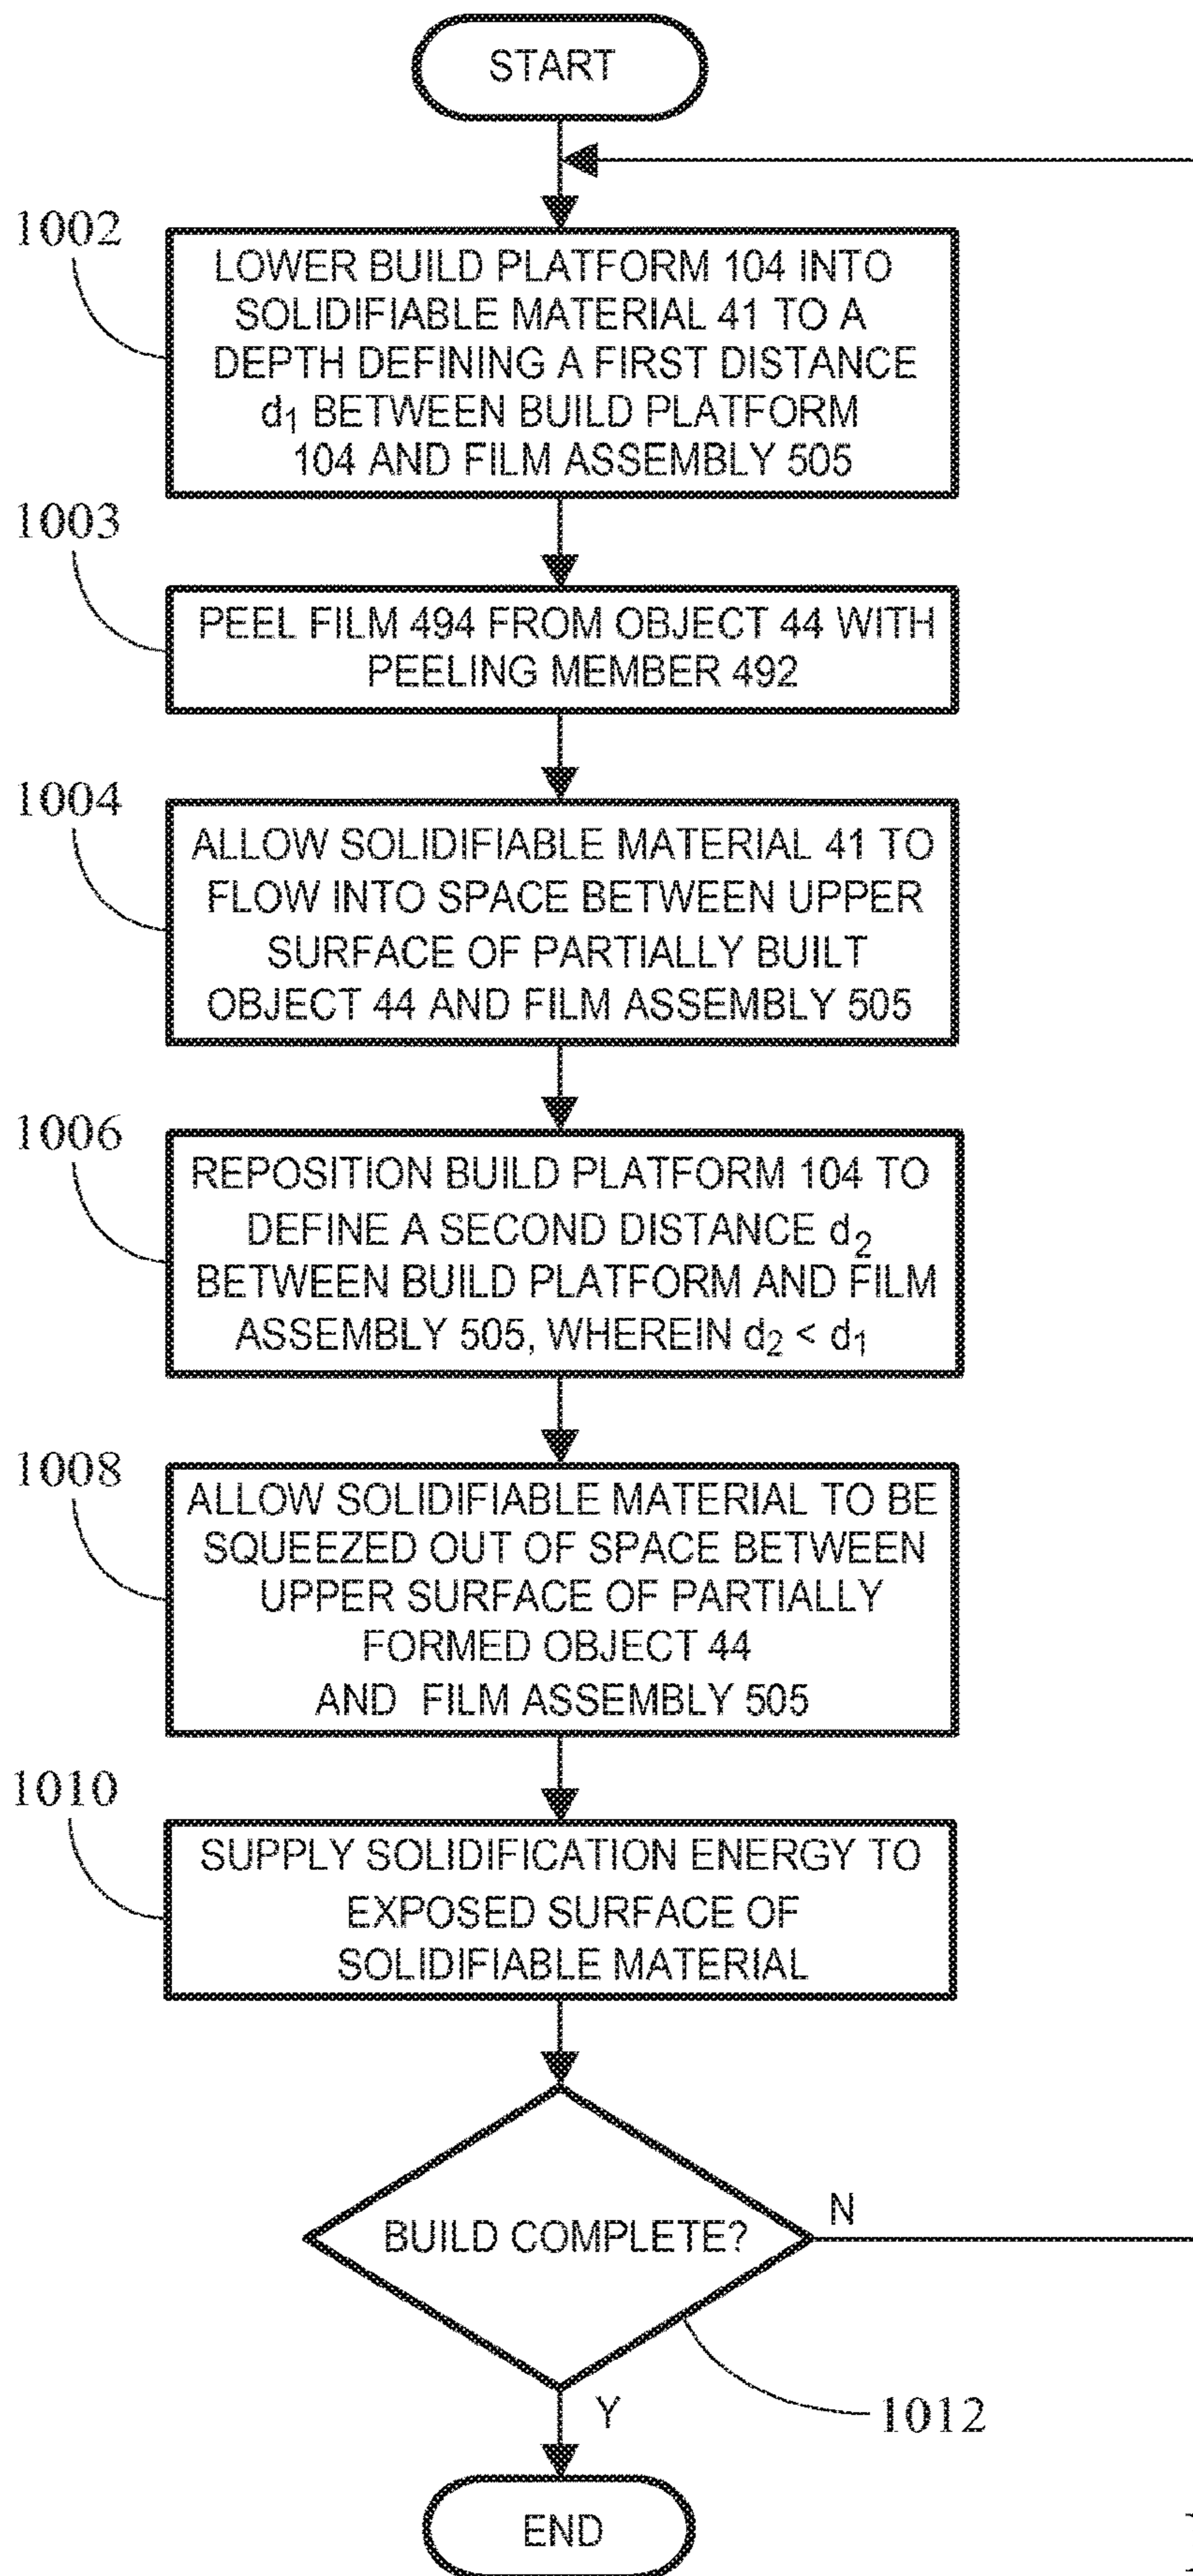 START
1002
LOWER BUILD PLATFORM 104 INTO
SOLIDIFIABLE MATERIAL 41 TO A
DEPTH DEFINING A FIRST DISTANCE
d₁ BETWEEN BUILD PLATFORM
104 AND FILM ASSEMBLY 505
1003
PEEL FILM 494 FROM OBJECT 44 WITH
PEELING MEMBER 492
1004
ALLOW SOLIDIFIABLE MATERIAL 41 TO
FLOW INTO SPACE BETWEEN UPPER
SURFACE OF PARTIALLY BUILT
OBJECT 44 AND FILM ASSEMBLY 505
1006
REPOSITION BUILD PLATFORM 104 TO
DEFINE A SECOND DISTANCE d₂
BETWEEN BUILD PLATFORM AND FILM
ASSEMBLY 505, WHEREIN d₂ < d₁
1008
ALLOW SOLIDIFIABLE MATERIAL TO BE
SQUEEZED OUT OF SPACE BETWEEN
UPPER SURFACE OF PARTIALLY
FORMED OBJECT 44
AND FILM ASSEMBLY 505
1010
SUPPLY SOLIDIFICATION ENERGY TO
EXPOSED SURFACE OF
SOLIDIFIABLE MATERIAL
N
BUILD COMPLETE?
Y
1012
END